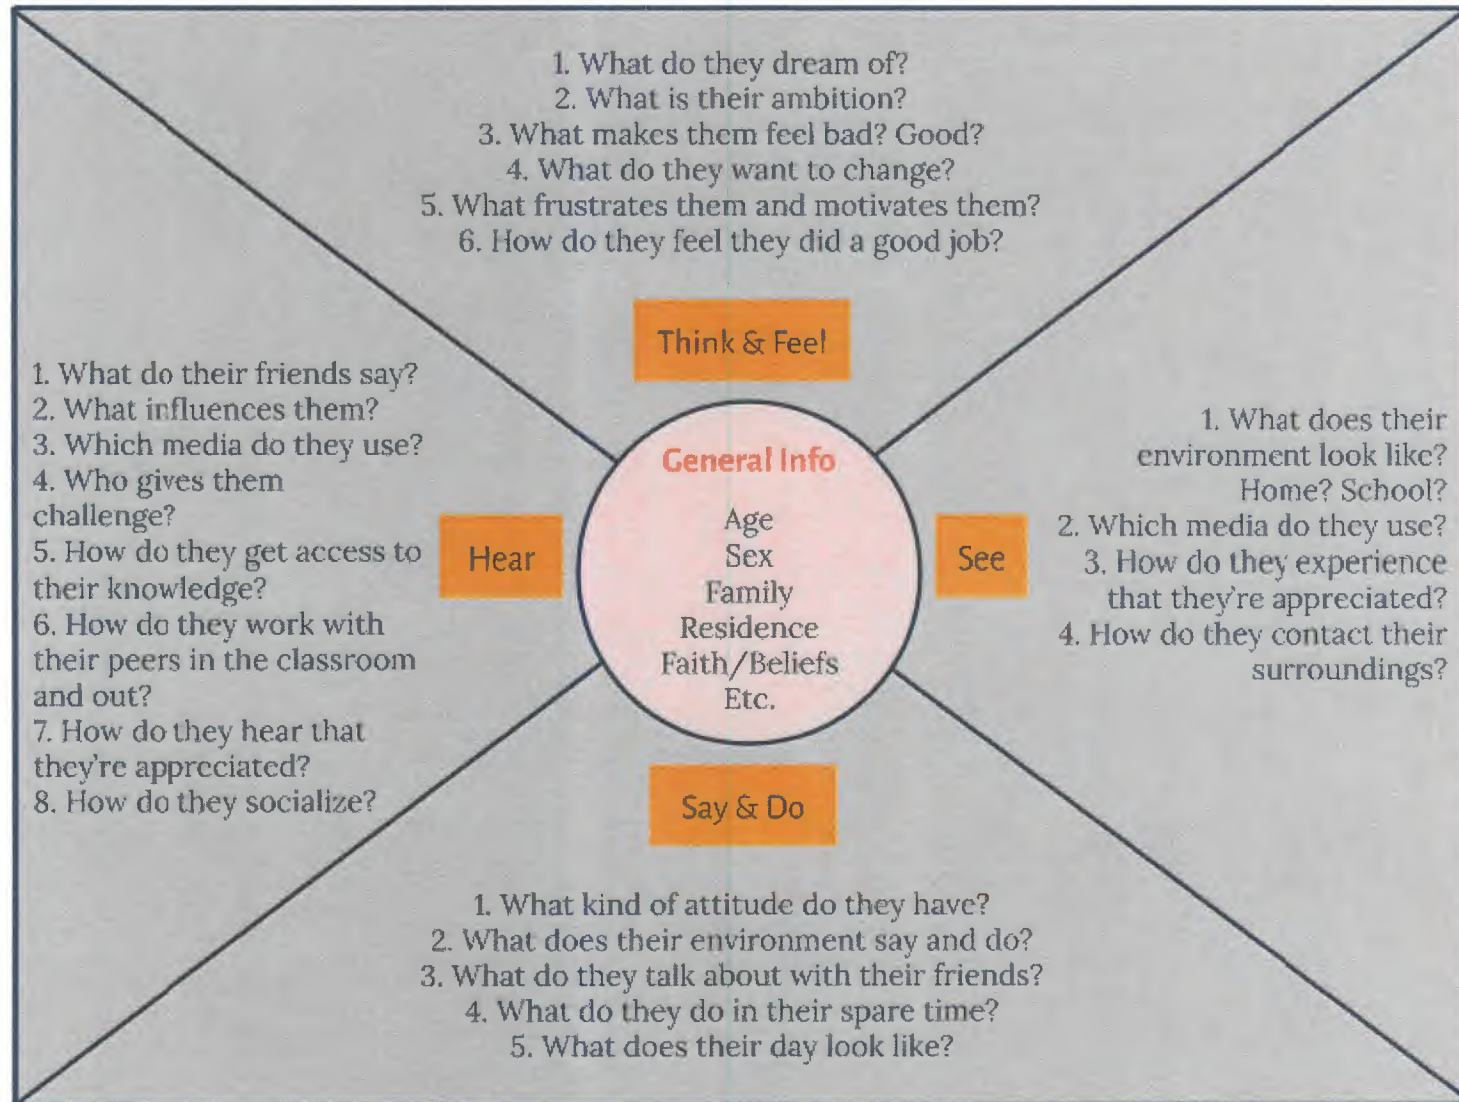 1. What do they dream of?
2. What is their ambition?
3. What makes them feel bad? Good?
4. What do they want to change?
5. What frustrates them and motivates them?
6. How do they feel they did a good job?
Think & Feel
1. What do their friends say?
2. What influences them?
3. Which media do they use?
4. Who gives them
challenge?
5. How do they get access to
their knowledge?
6. How do they work with
their peers in the classroom
and out?
7. How do they hear that
they're appreciated?
8. How do they socialize?
Hear
General Info
Age
Sex
Family
Residence
Faith/Beliefs
Etc.
See
1. What does their
environment look like?
Home? School?
2. Which media do they use?
3. How do they experience
that they're appreciated?
4. How do they contact their
surroundings?
Say & Do
1. What kind of attitude do they have?
2. What does their environment say and do?
3. What do they talk about with their friends?
4. What do they do in their spare time?
5. What does their day look like?